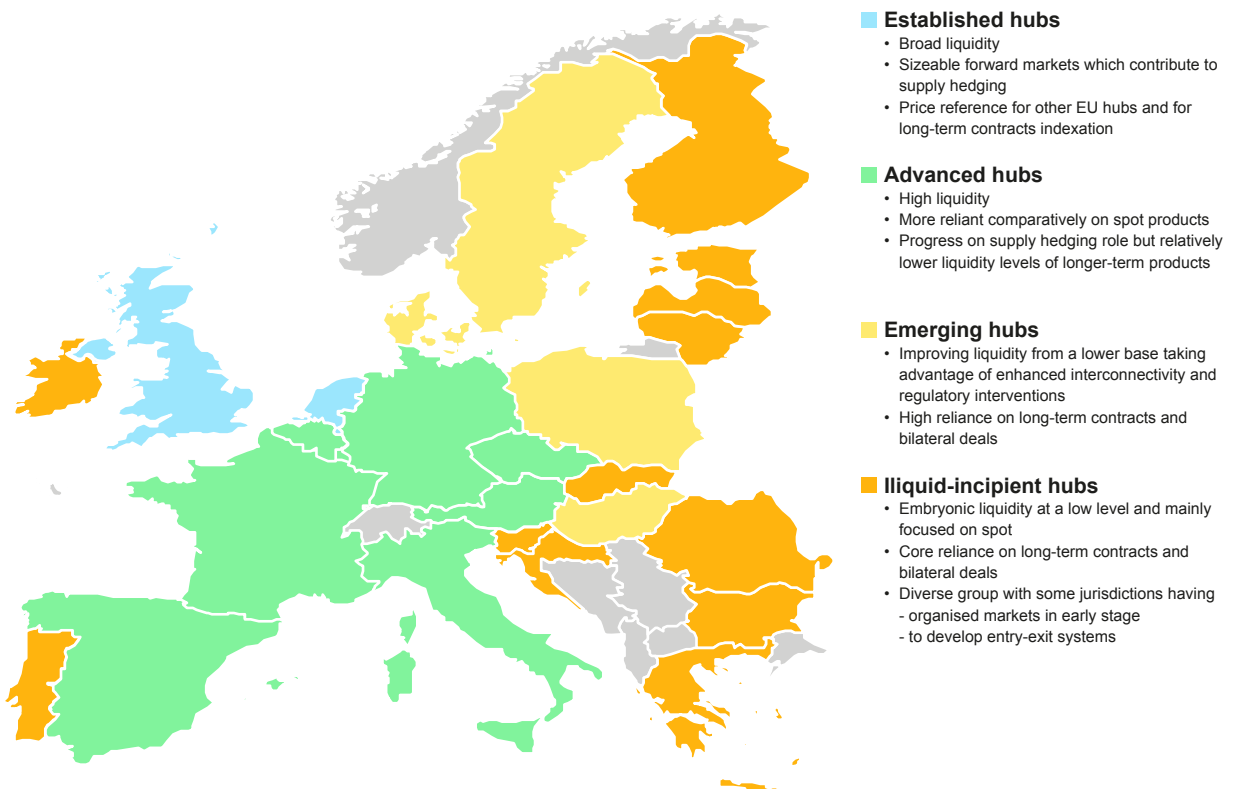 Established hubs
• Broad liquidity
• Sizeable forward markets which contribute to
supply hedging
• Price reference for other EU hubs and for
long-term contracts indexation
Advanced hubs
• High liquidity
• More reliant comparatively on spot products
• Progress on supply hedging role but relatively
lower liquidity levels of longer-term products
Emerging hubs
• Improving liquidity from a lower base taking
advantage of enhanced interconnectivity and
regulatory interventions
• High reliance on long-term contracts and
bilateral deals
Iliquid-incipient hubs
• Embryonic liquidity at a low level and mainly
focused on spot
• Core reliance on long-term contracts and
bilateral deals
• Diverse group with some jurisdictions having
- organised markets in early stage
- to develop entry-exit systems